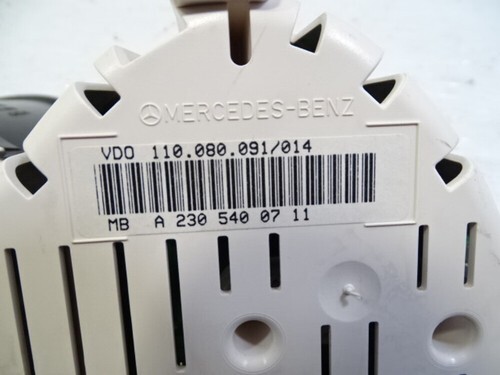 MERCEDES-BENZ
VDO 110.080.091/014
MB A 230 540 07 11